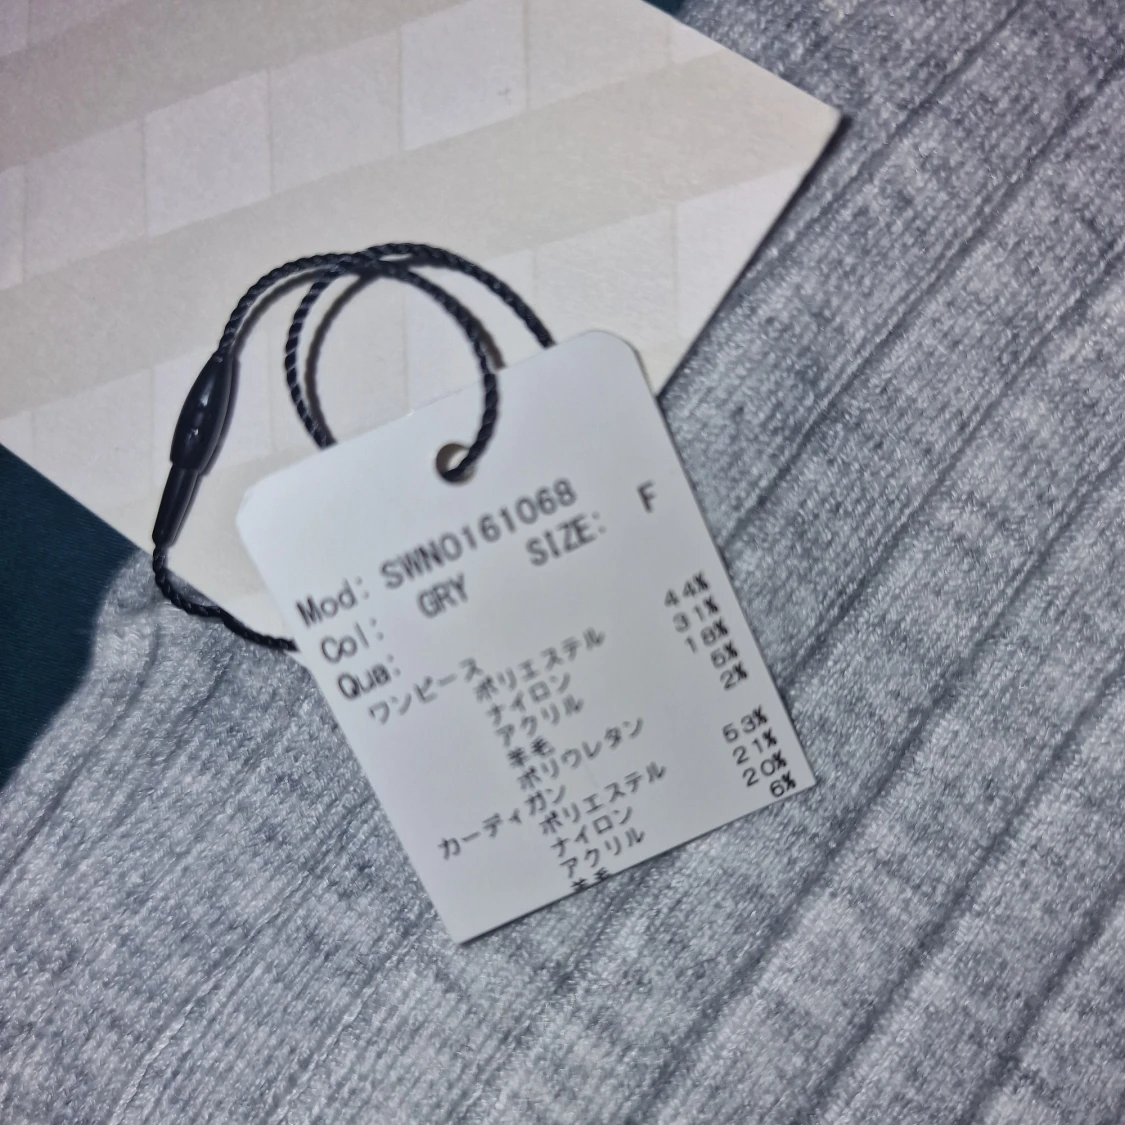 Mod: SWNO161068
Col: GRY SIZE: F
Qua:
ワンピース
ポリエステル 44%
ナイロン 31%
アクリル 18%
羊毛 5%
ポリウレタン 2%
カーディガン
ポリエステル 53%
ナイロン 21%
アクリル 20%
羊毛 6%